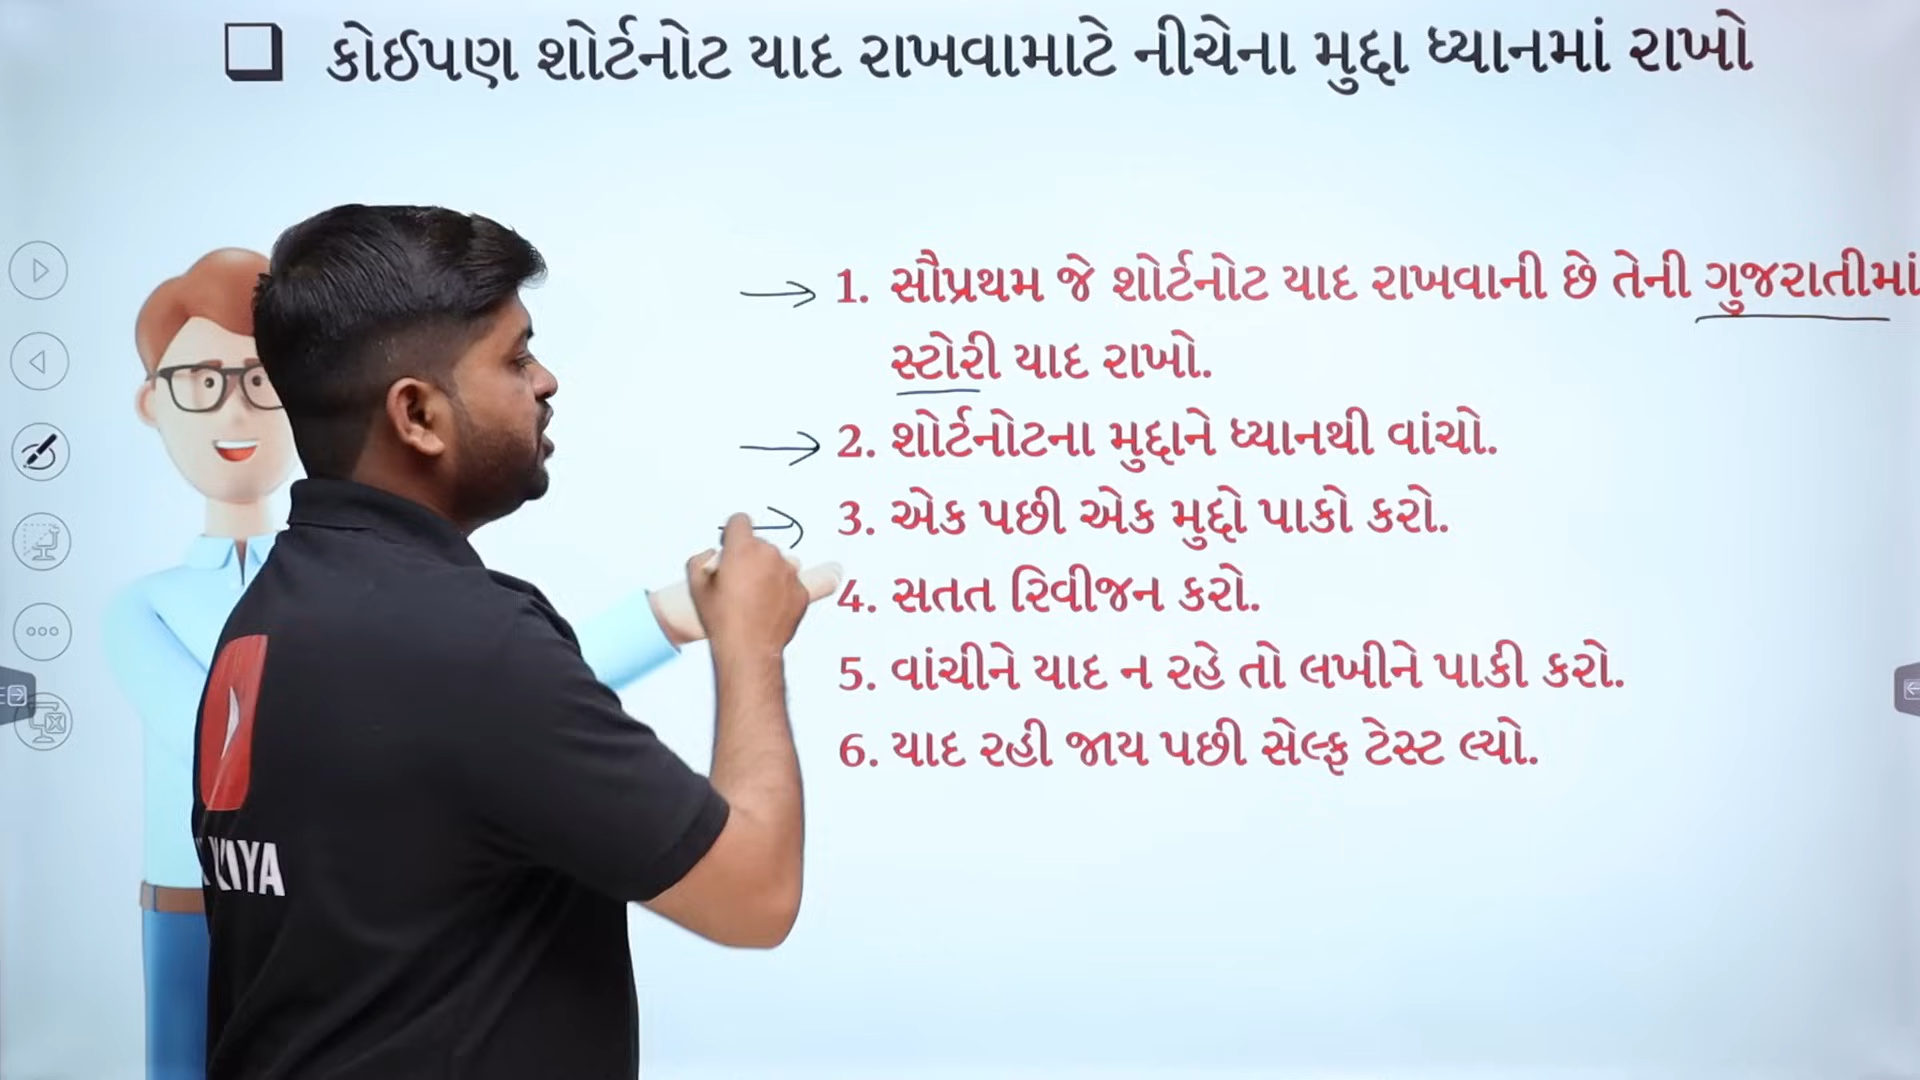 ❑ કોઈપણ શોર્ટનોટ યાદ રાખવામાટે નીચેના મુદ્દા ધ્યાનમાં રાખો
1. સૌપ્રથમ જે શોર્ટનોટ યાદ રાખવાની છે તેની ગુજરાતીમાં
સ્ટોરી યાદ રાખો.
2. શોર્ટનોટના મુદ્દાને ધ્યાનથી વાંચો.
3. એક પછી એક મુદ્દો પાકો કરો.
4. સતત રિવીજન કરો.
5. વાંચીને યાદ ન રહે તો લખીને પાકી કરો.
6. યાદ રહી જાય પછી સેલ્ફ ટેસ્ટ લ્યો.